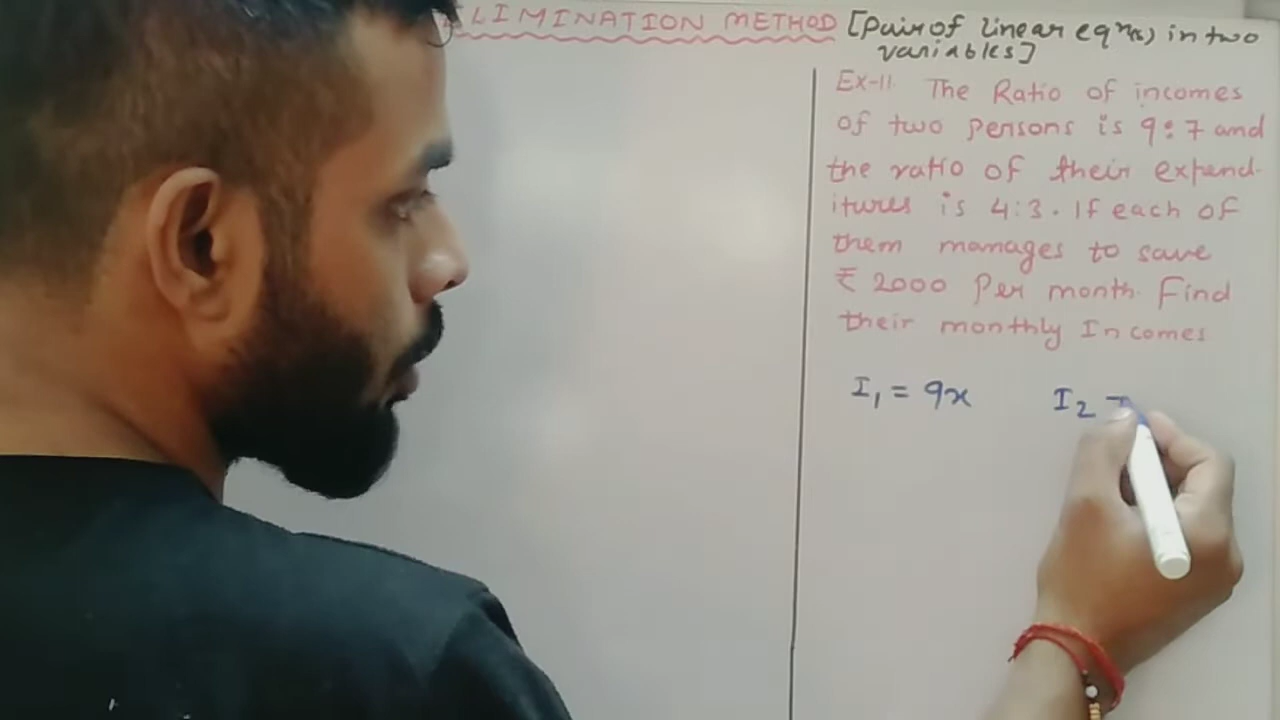 LIMINATION METHOD [Pair of linear eqn(s) in two
variables]
Ex-11. The Ratio of incomes
of two persons is 9:7 and
the ratio of their expend-
itures is 4:3. If each of
them manages to save
₹ 2000 Per month. Find
their monthly Incomes
I₁ = 9x I₂